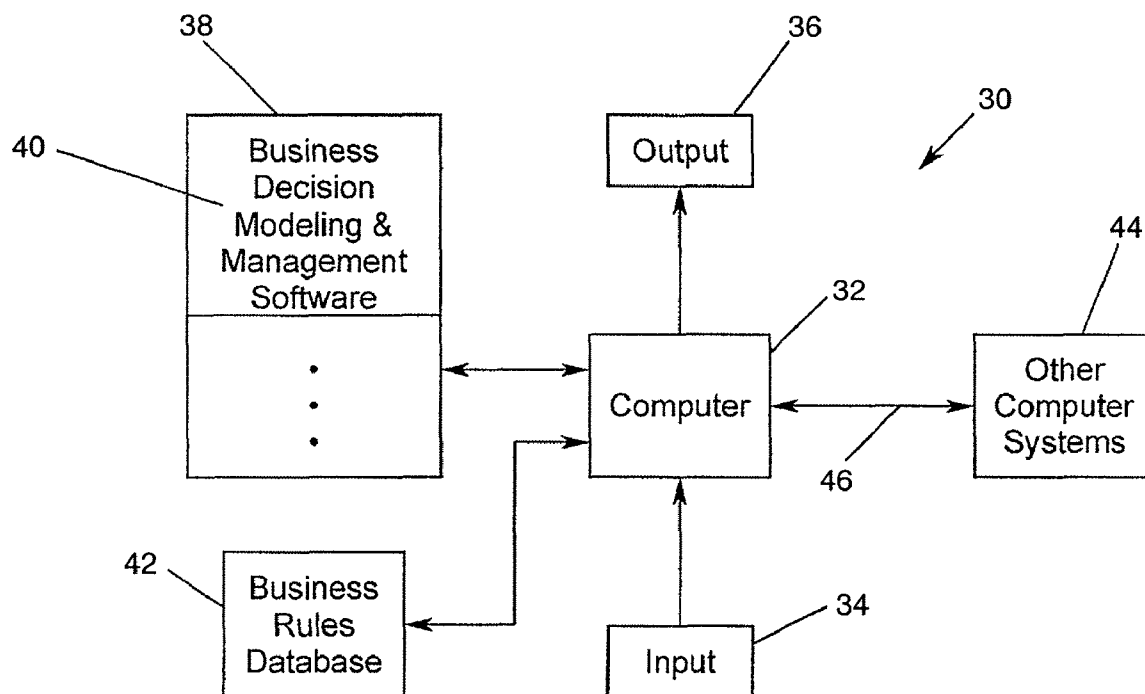 38
36
30
40
Business
Decision
Modeling &
Management
Software
Output
44
32
Computer
Other
Computer
Systems
46
42
Business
Rules
Database
34
Input